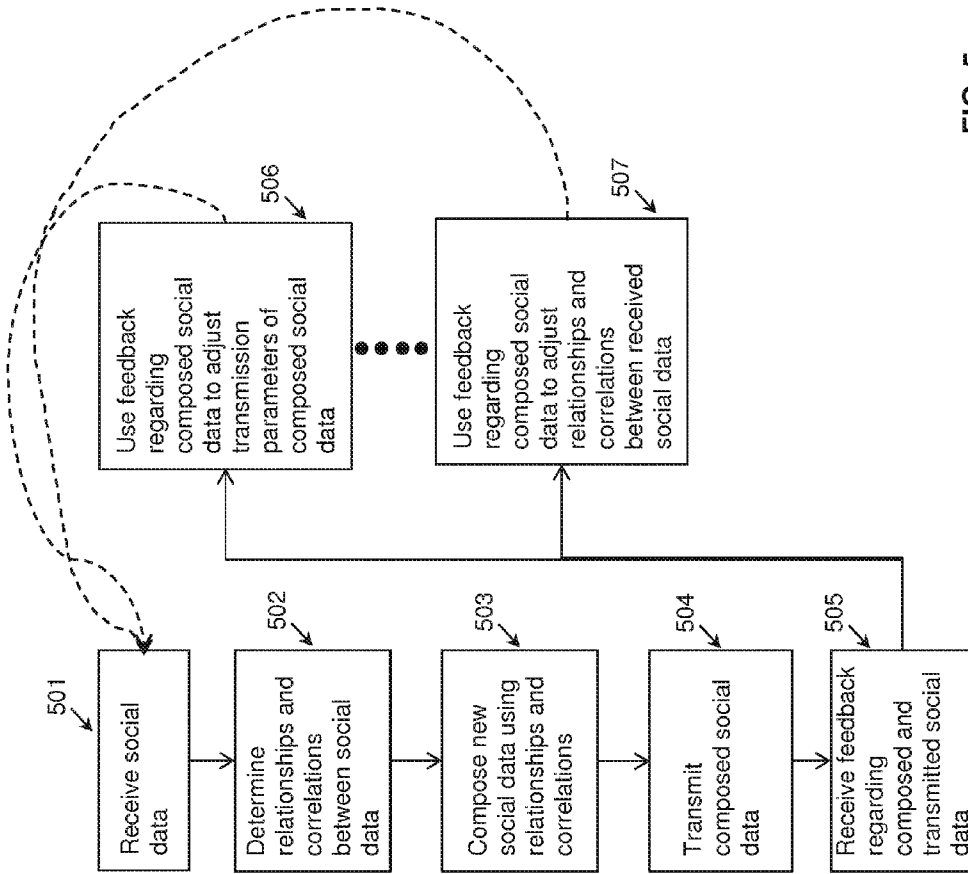 501
Receive social
data
502
Determine
relationships and
correlations
between social
data
503
Compose new
social data using
relationships and
correlations
504
Transmit
composed social
data
505
Receive feedback
regarding
composed and
transmitted social
data
506
Use feedback
regarding
composed social
data to adjust
transmission
parameters of
composed social
data
507
Use feedback
regarding
composed social
data to adjust
relationships and
correlations
between received
social data
FIG.